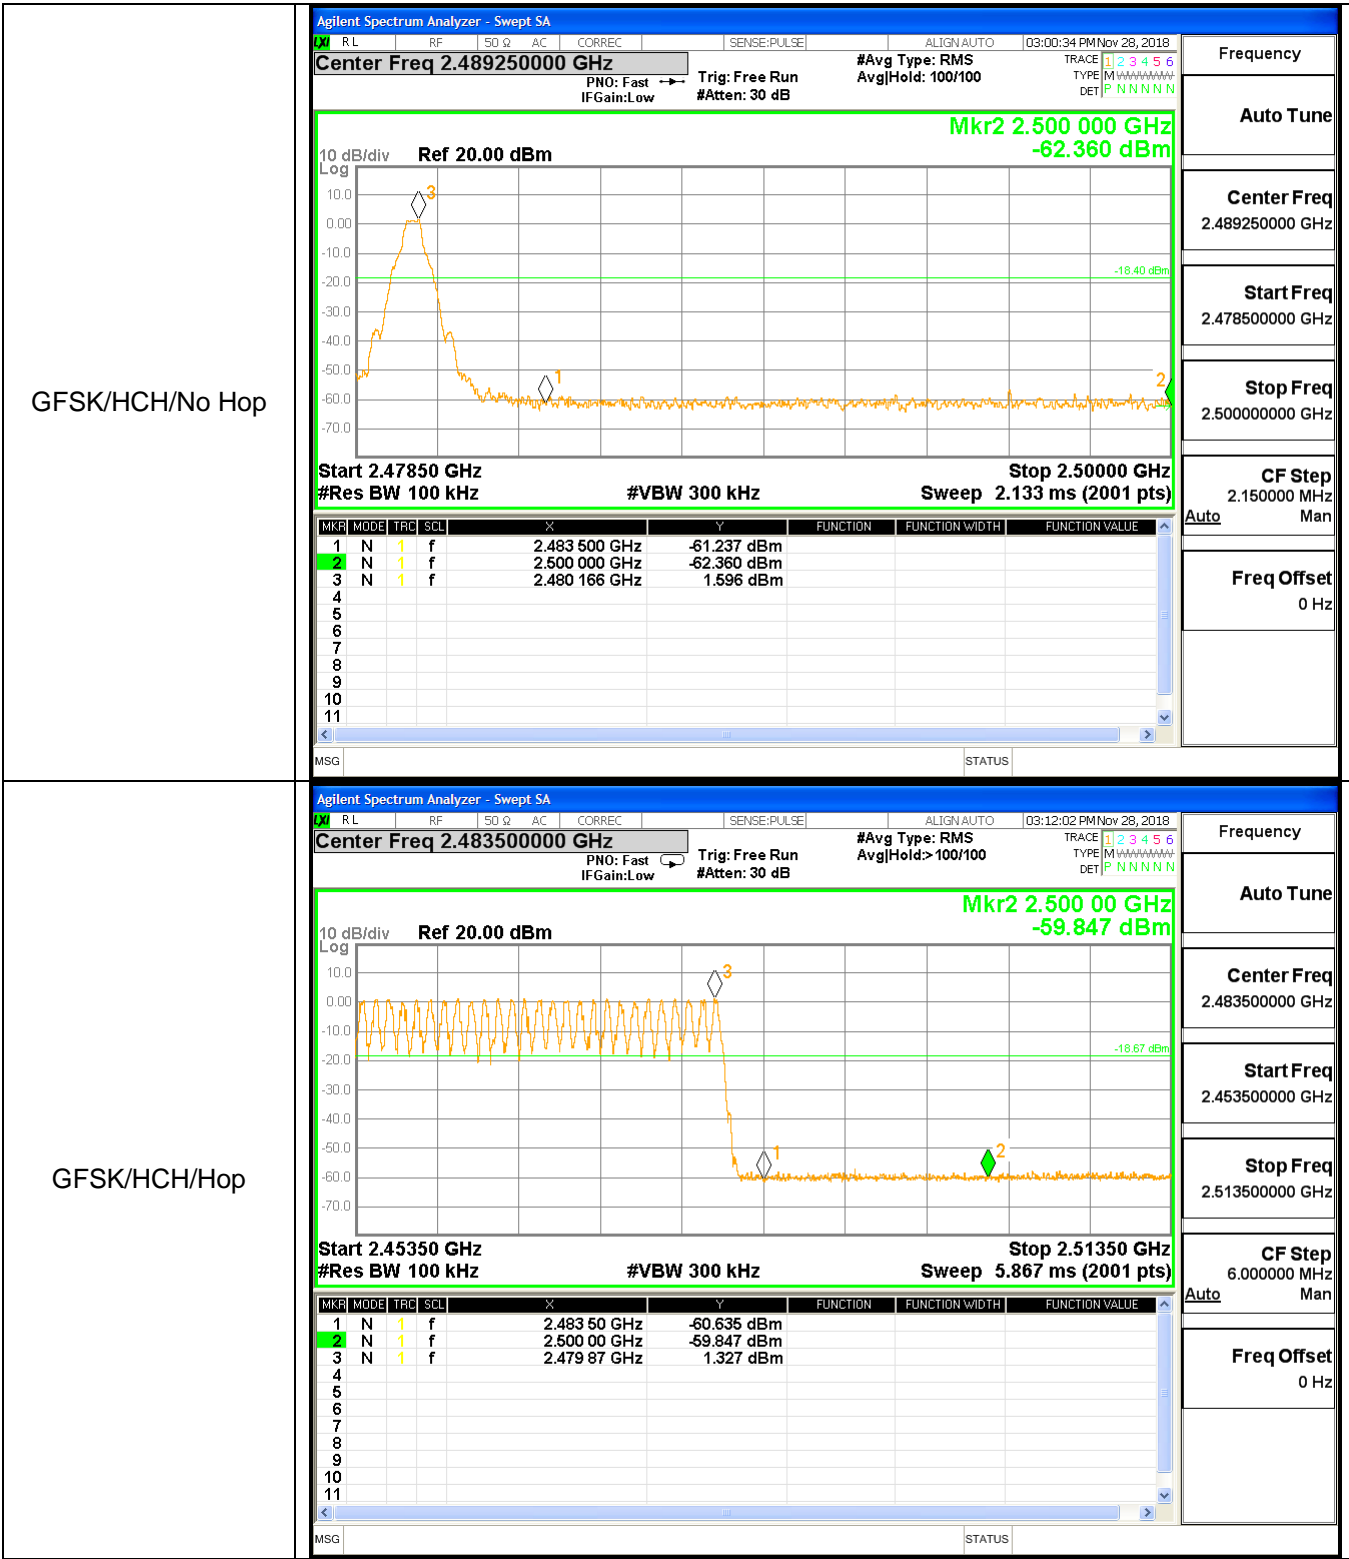 GFSK/HCH/No Hop
Agilent Spectrum Analyzer - Swept SA
LXI RL RF 50 Ω AC CORREC SENSE:PULSE ALIGN AUTO 03:00:34 PM Nov 28, 2018
Center Freq 2.489250000 GHz
PNO: Fast
IFGain:Low
Trig: Free Run
#Atten: 30 dB
#Avg Type: RMS
Avg|Hold: 100/100
TRACE 1 2 3 4 5 6
TYPE M
DET P N N N N N
Mkr2 2.500 000 GHz
-62.360 dBm
10 dB/div Ref 20.00 dBm
Log
10.0
0.00
-10.0
-20.0
-30.0
-40.0
-50.0
-60.0
-70.0
3
-18.40 dBm
1
2
Start 2.47850 GHz Stop 2.50000 GHz
#Res BW 100 kHz #VBW 300 kHz Sweep 2.133 ms (2001 pts)
MKR MODE TRC SCL X Y FUNCTION FUNCTION WIDTH FUNCTION VALUE
1 N 1 f 2.483 500 GHz -61.237 dBm
2 N 1 f 2.500 000 GHz -62.360 dBm
3 N 1 f 2.480 166 GHz 1.596 dBm
4
5
6
7
8
9
10
11
MSG STATUS
Frequency
Auto Tune
Center Freq
2.489250000 GHz
Start Freq
2.478500000 GHz
Stop Freq
2.500000000 GHz
CF Step
2.150000 MHz
Auto Man
Freq Offset
0 Hz
GFSK/HCH/Hop
Agilent Spectrum Analyzer - Swept SA
LXI RL RF 50 Ω AC CORREC SENSE:PULSE ALIGN AUTO 03:12:02 PM Nov 28, 2018
Center Freq 2.483500000 GHz
PNO: Fast
IFGain:Low
Trig: Free Run
#Atten: 30 dB
#Avg Type: RMS
Avg|Hold:> 100/100
TRACE 1 2 3 4 5 6
TYPE M
DET P N N N N N
Mkr2 2.500 00 GHz
-59.847 dBm
10 dB/div Ref 20.00 dBm
Log
10.0
0.00
-10.0
-20.0
-30.0
-40.0
-50.0
-60.0
-70.0
3
-18.67 dBm
1
2
Start 2.45350 GHz Stop 2.51350 GHz
#Res BW 100 kHz #VBW 300 kHz Sweep 5.867 ms (2001 pts)
MKR MODE TRC SCL X Y FUNCTION FUNCTION WIDTH FUNCTION VALUE
1 N 1 f 2.483 50 GHz -60.635 dBm
2 N 1 f 2.500 00 GHz -59.847 dBm
3 N 1 f 2.479 87 GHz 1.327 dBm
4
5
6
7
8
9
10
11
MSG STATUS
Frequency
Auto Tune
Center Freq
2.483500000 GHz
Start Freq
2.453500000 GHz
Stop Freq
2.513500000 GHz
CF Step
6.000000 MHz
Auto Man
Freq Offset
0 Hz